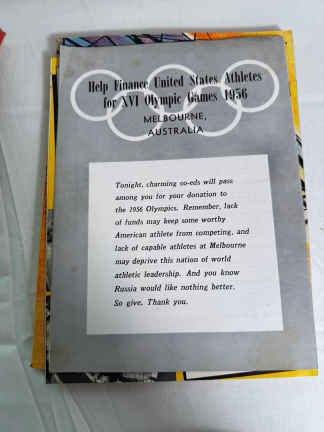 Help Finance United States Athletes
for XVI Olympic Games 1956
MELBOURNE,
AUSTRALIA
Tonight, charming co-eds will pass
among you for your donation to
the 1956 Olympics. Remember, lack
of funds may keep some worthy
American athlete from competing, and
lack of capable athletes at Melbourne
may deprive this nation of world
athletic leadership. And you know
Russia would like nothing better.
So give. Thank you.